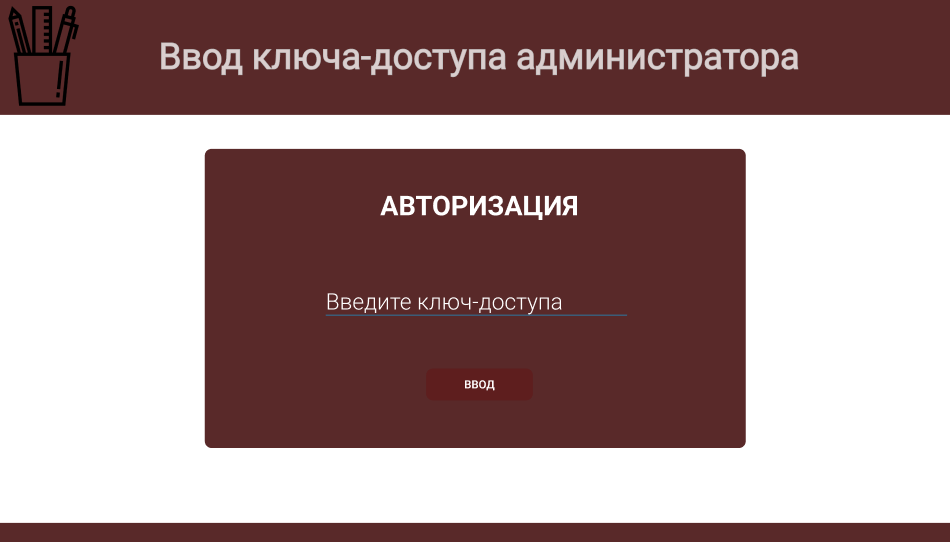 Ввод ключа-доступа администратора
АВТОРИЗАЦИЯ
Введите ключ-доступа
ВВОД